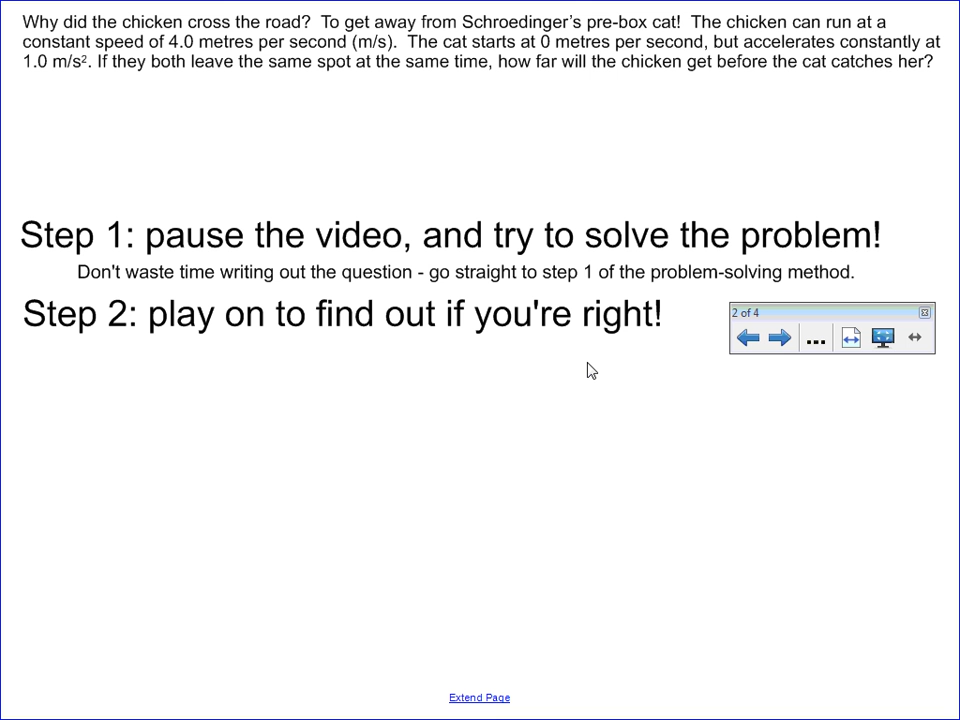 Why did the chicken cross the road?  To get away from Schroedinger’s pre-box cat!  The chicken can run at a
constant speed of 4.0 metres per second (m/s).  The cat starts at 0 metres per second, but accelerates constantly at
1.0 m/s². If they both leave the same spot at the same time, how far will the chicken get before the cat catches her?
Step 1: pause the video, and try to solve the problem!
Don't waste time writing out the question - go straight to step 1 of the problem-solving method.
Step 2: play on to find out if you're right!
2 of 4
...
Extend Page